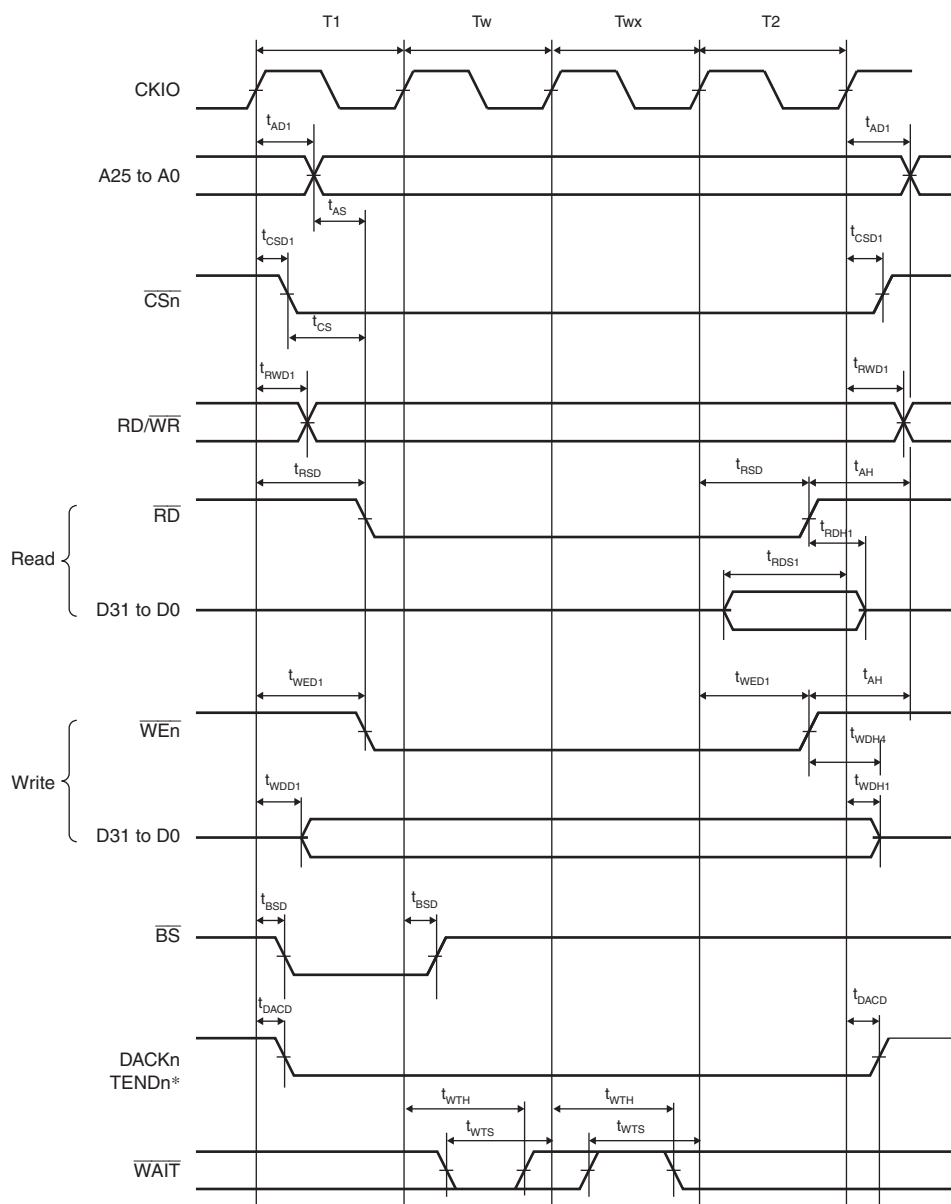 T1 Tw Twx T2
CKIO
tAD1 tAD1
A25 to A0
tAS
tCSD1 tCSD1
CSn
tCS
tRWD1 tRWD1
RD/WR
tRSD tRSD tAH
RD
tRDH1
Read
tRDS1
D31 to D0
tWED1 tWED1 tAH
WEn
tWDH4
Write
tWDD1 tWDH1
D31 to D0
tBSD tBSD
BS
tDACD tDACD
DACKn
TENDn*
tWTH tWTH
tWTS tWTS
WAIT